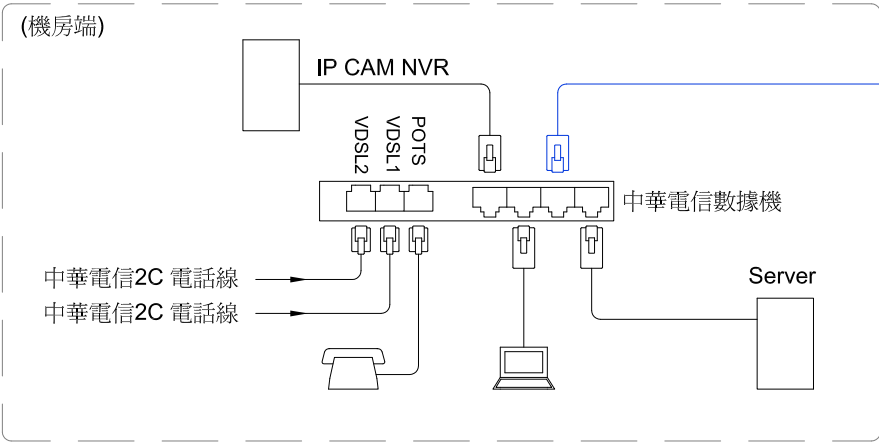 (機房端)
IP CAM NVR
VDSL2
VDSL1
POTS
中華電信數據機
中華電信2C 電話線
中華電信2C 電話線
Server